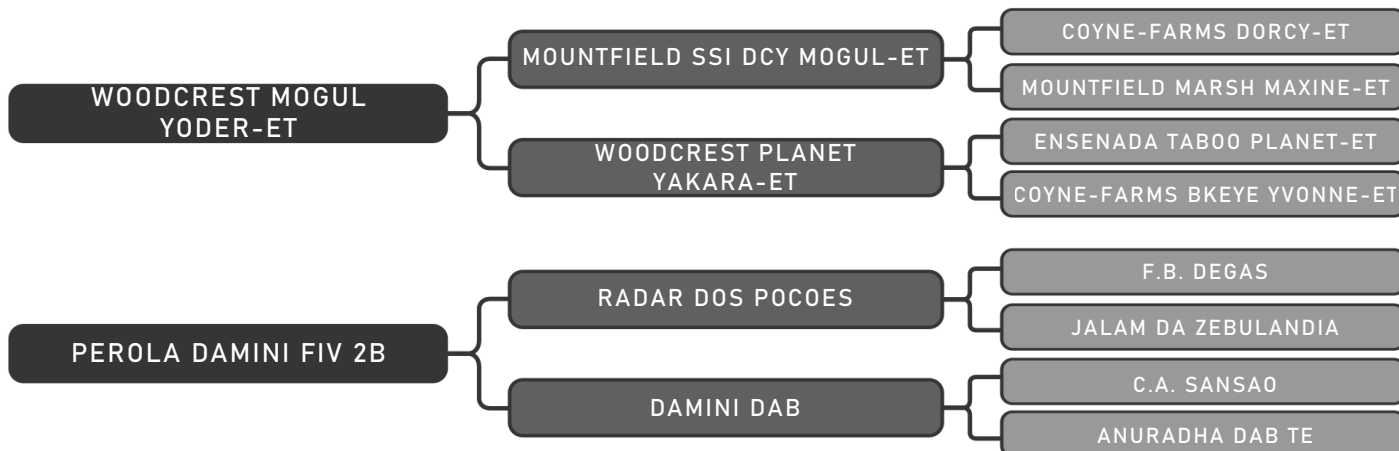 COYNE-FARMS DORCY-ET
MOUNTFIELD SSI DCY MOGUL-ET
MOUNTFIELD MARSH MAXINE-ET
WOODCREST MOGUL
YODER-ET
ENSENADA TABOO PLANET-ET
WOODCREST PLANET
YAKARA-ET
COYNE-FARMS BKEYE YVONNE-ET
F.B. DEGAS
RADAR DOS POCOES
JALAM DA ZEBULANDIA
PEROLA DAMINI FIV 2B
C.A. SANSAO
DAMINI DAB
ANURADHA DAB TE